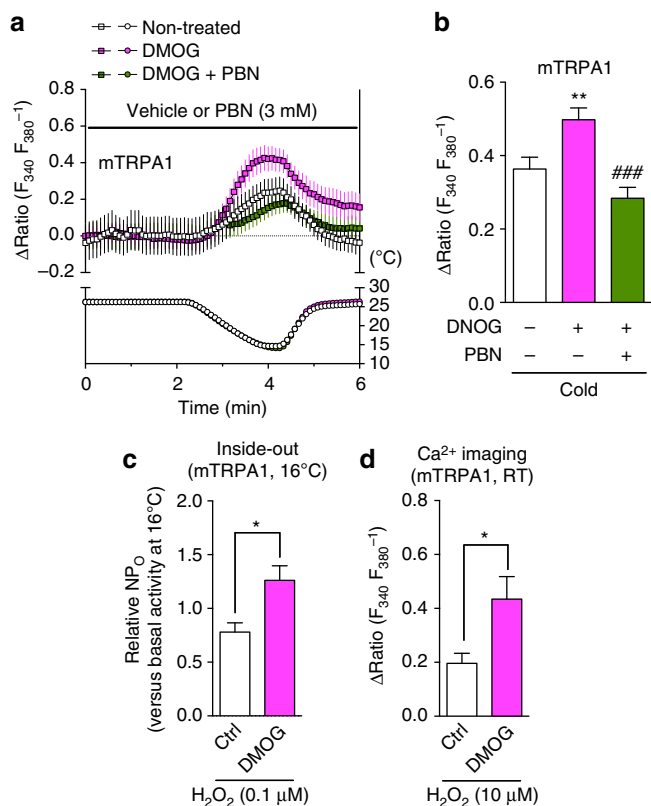 a
Non-treated
DMOG
DMOG + PBN
Vehicle or PBN (3 mM)
mTRPA1
ΔRatio (F340 F380⁻¹)
0.8
0.6
0.4
0.2
0.0
−0.2
(°C)
30
25
20
15
10
0
2
4
6
Time (min)
b
mTRPA1
ΔRatio (F340 F380⁻¹)
0.6
0.4
0.2
0.0
**
###
DNOG − + +
PBN − − +
Cold
c
Inside-out
(mTRPA1, 16°C)
Relative NPO
(versus basal activity at 16°C)
2.0
1.5
1.0
0.5
0.0
*
Ctrl
DMOG
H2O2 (0.1 µM)
d
Ca2+ imaging
(mTRPA1, RT)
ΔRatio (F340 F380⁻¹)
0.8
0.6
0.4
0.2
0.0
*
Ctrl
DMOG
H2O2 (10 µM)